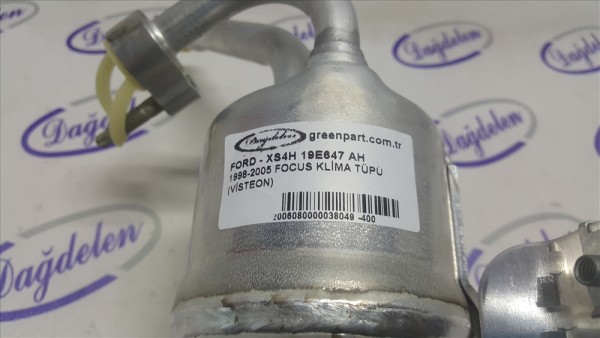 Dağdelen
Dağdelen
Dağdelen
Dağdelen
Dağdelen greenpart.com.tr
FORD - XS4H 19E647 AH
1998-2005 FOCUS KLİMA TÜPÜ
(VİSTEON)
2006080000038049 -400